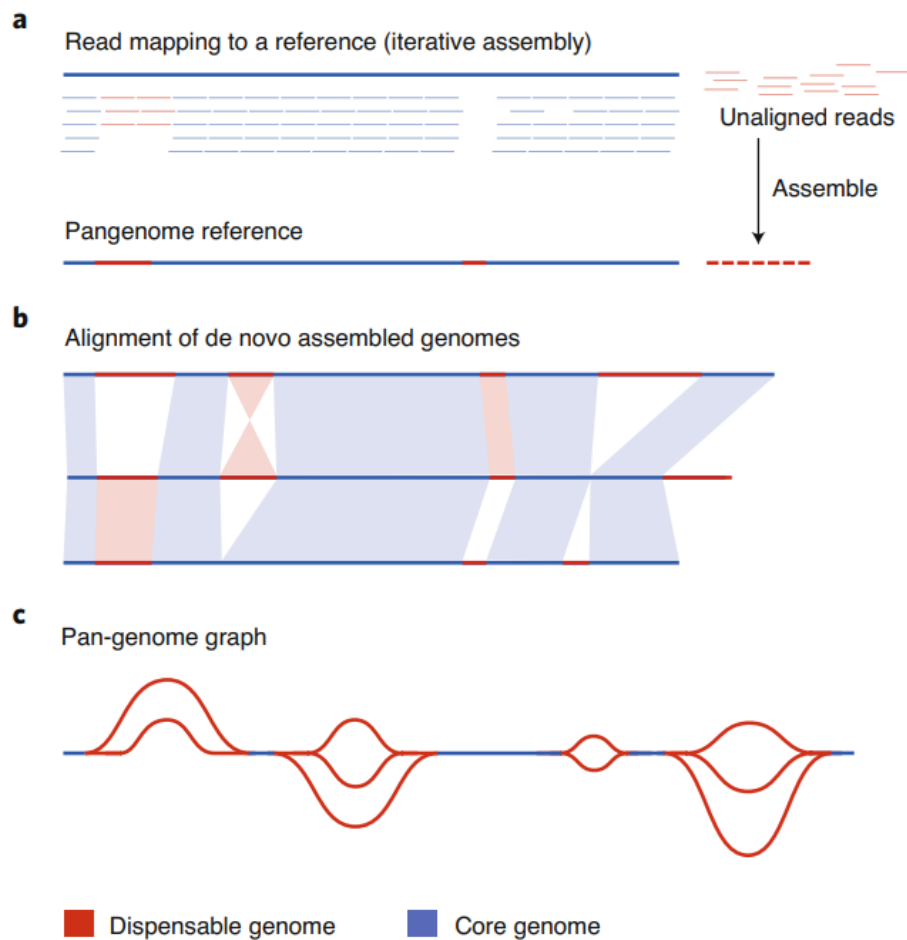 a
Read mapping to a reference (iterative assembly)
Unaligned reads
Assemble
Pangenome reference
b
Alignment of de novo assembled genomes
c
Pan-genome graph
Dispensable genome
Core genome